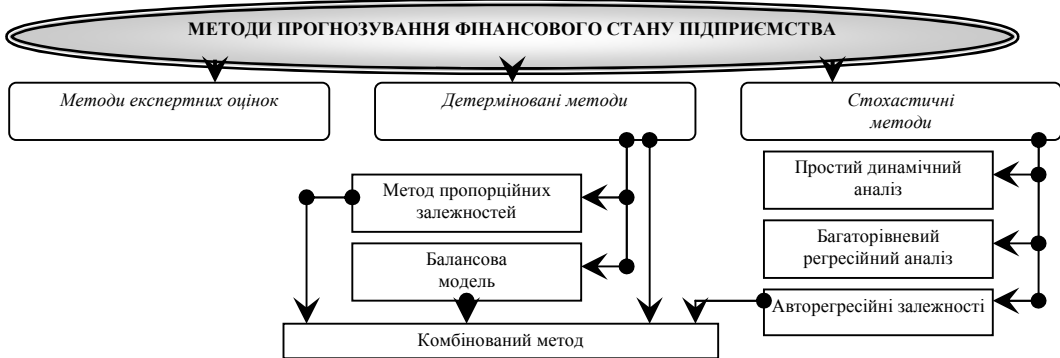 МЕТОДИ ПРОГНОЗУВАННЯ ФІНАНСОВОГО СТАНУ ПІДПРИЄМСТВА
Методи експертних оцінок
Детерміновані методи
Стохастичні
методи
Метод пропорційних
залежностей
Балансова
модель
Простий динамічний
аналіз
Багаторівневий
регресійний аналіз
Авторегресійні залежності
Комбінований метод